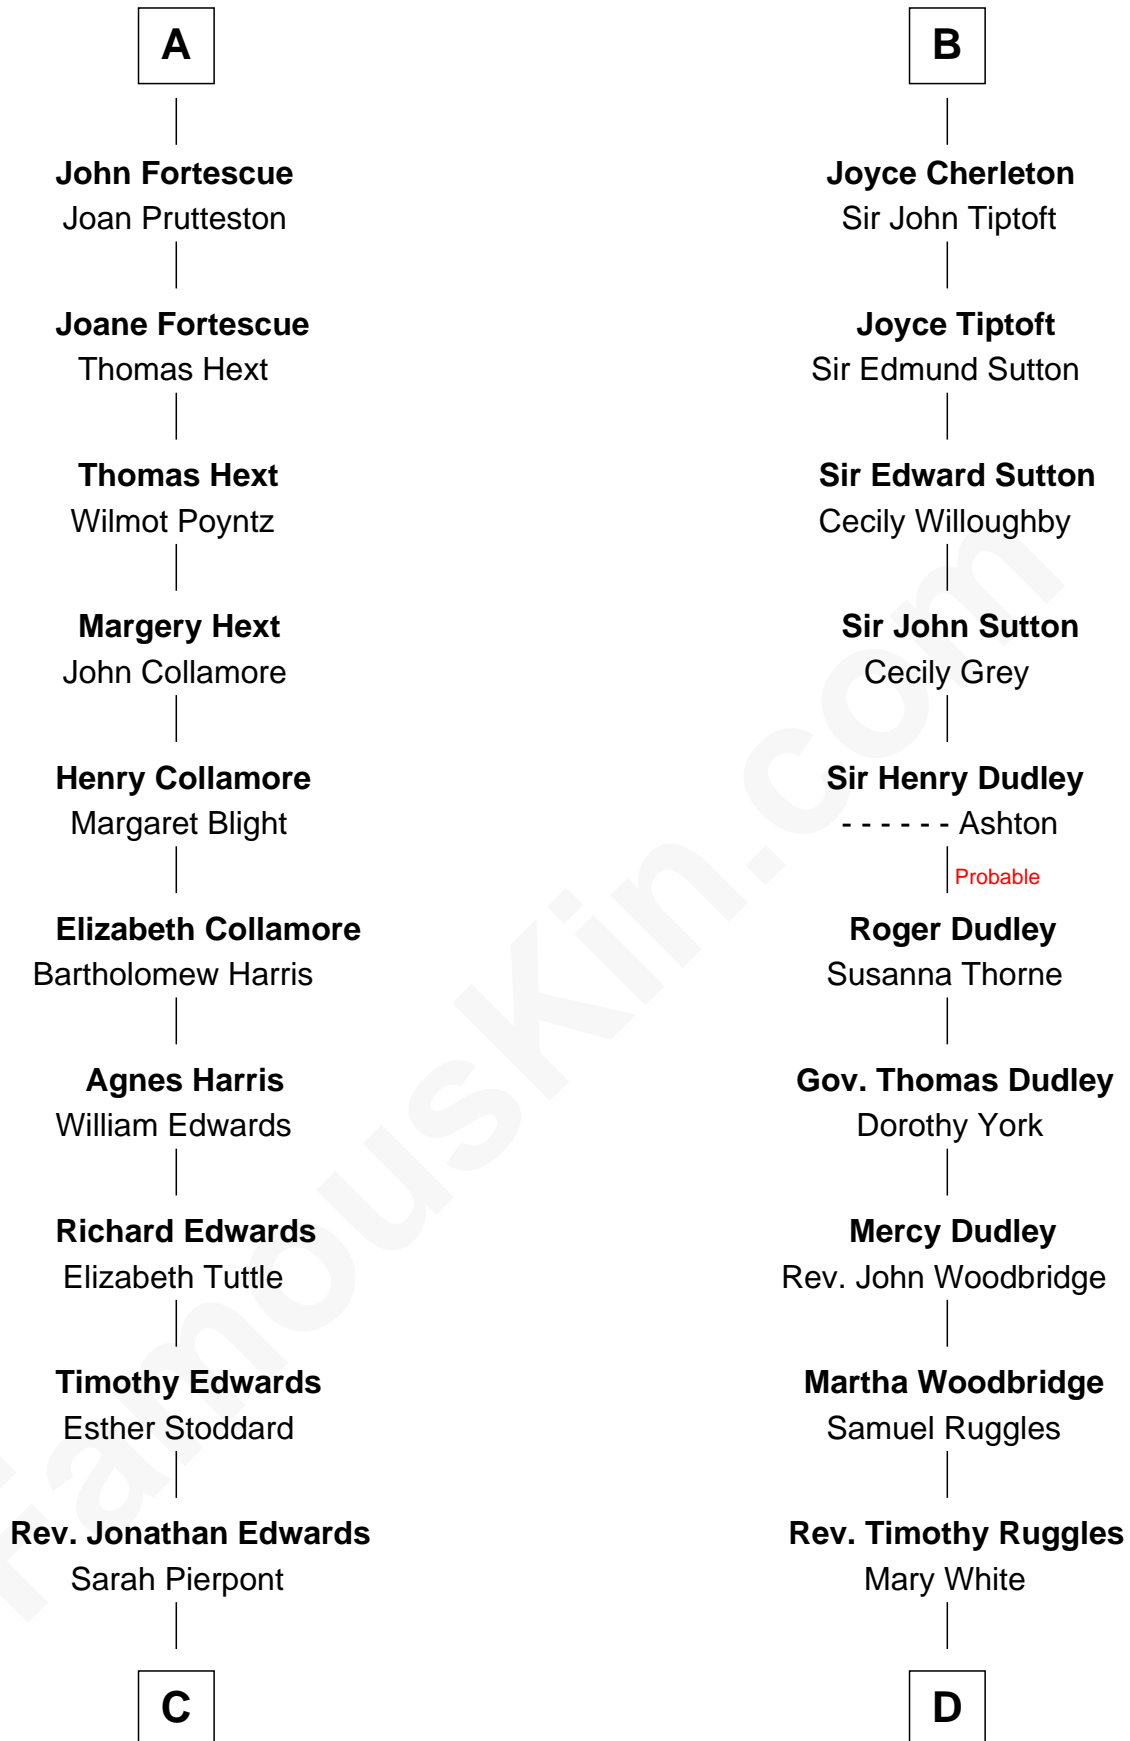 A
John Fortescue
Joan Prutteston
Joane Fortescue
Thomas Hext
Thomas Hext
Wilmot Poyntz
Margery Hext
John Collamore
Henry Collamore
Margaret Blight
Elizabeth Collamore
Bartholomew Harris
Agnes Harris
William Edwards
Richard Edwards
Elizabeth Tuttle
Timothy Edwards
Esther Stoddard
Rev. Jonathan Edwards
Sarah Pierpont
C
B
Joyce Cherleton
Sir John Tiptoft
Joyce Tiptoft
Sir Edmund Sutton
Sir Edward Sutton
Cecily Willoughby
Sir John Sutton
Cecily Grey
Sir Henry Dudley
- - - - - - Ashton
Probable
Roger Dudley
Susanna Thorne
Gov. Thomas Dudley
Dorothy York
Mercy Dudley
Rev. John Woodbridge
Martha Woodbridge
Samuel Ruggles
Rev. Timothy Ruggles
Mary White
D
FamousKin.com